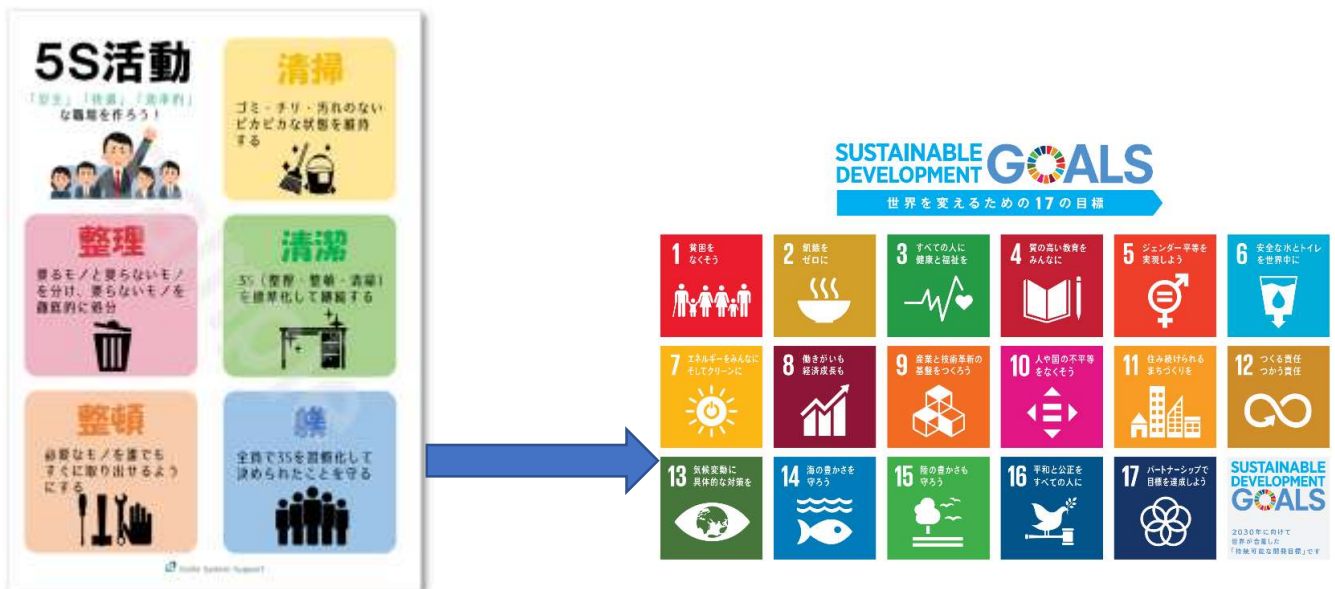 5S活動
「安全」「快適」「効率的」
な職場を作ろう！
清掃
ゴミ・チリ・汚れのない
ピカピカな状態を維持
する
整理
要るモノと要らないモノ
を分け、要らないモノを
徹底的に処分
清潔
3S（整理・整頓・清掃）
を標準化して継続する
整頓
必要なモノを誰でも
すぐに取り出せるよう
にする
躾
全員で3Sを習慣化して
決められたことを守る
System Support
SUSTAINABLE
DEVELOPMENT GOALS
世界を変えるための17の目標
1 貧困を
なくそう
2 飢餓を
ゼロに
3 すべての人に
健康と福祉を
4 質の高い教育を
みんなに
5 ジェンダー平等を
実現しよう
6 安全な水とトイレ
を世界中に
7 エネルギーをみんなに
そしてクリーンに
8 働きがいも
経済成長も
9 産業と技術革新の
基盤をつくろう
10 人や国の不平等
をなくそう
11 住み続けられる
まちづくりを
12 つくる責任
つかう責任
13 気候変動に
具体的な対策を
14 海の豊かさを
守ろう
15 陸の豊かさも
守ろう
16 平和と公正を
すべての人に
17 パートナーシップで
目標を達成しよう
SUSTAINABLE
DEVELOPMENT
GOALS
2030年に向けて
世界が合意した
「持続可能な開発目標」です